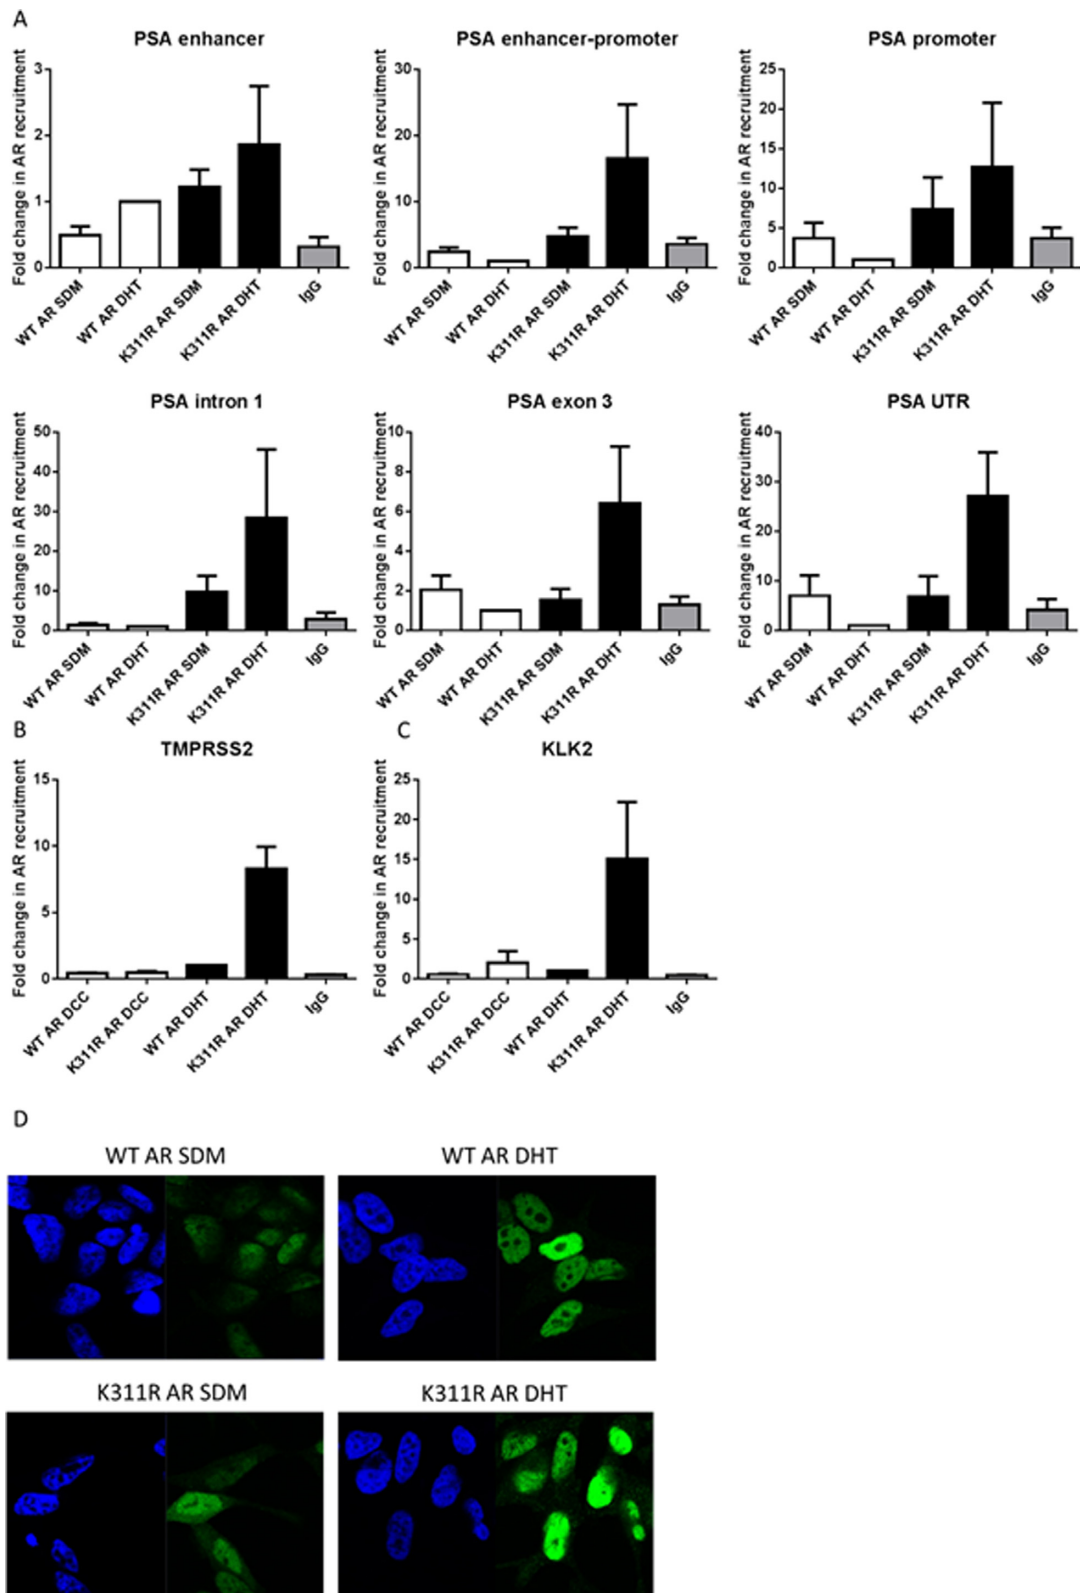 A
PSA enhancer
Fold change in AR recruitment
3
2
1
0
WT AR SDM
WT AR DHT
K311R AR SDM
K311R AR DHT
IgG
PSA enhancer-promoter
Fold change in AR recruitment
30
20
10
0
WT AR SDM
WT AR DHT
K311R AR SDM
K311R AR DHT
IgG
PSA promoter
Fold change in AR recruitment
25
20
15
10
5
0
WT AR SDM
WT AR DHT
K311R AR SDM
K311R AR DHT
IgG
PSA intron 1
Fold change in AR recruitment
50
40
30
20
10
0
WT AR SDM
WT AR DHT
K311R AR SDM
K311R AR DHT
IgG
PSA exon 3
Fold change in AR recruitment
10
8
6
4
2
0
WT AR SDM
WT AR DHT
K311R AR SDM
K311R AR DHT
IgG
PSA UTR
Fold change in AR recruitment
40
30
20
10
0
WT AR SDM
WT AR DHT
K311R AR SDM
K311R AR DHT
IgG
B
TMPRSS2
Fold change in AR recruitment
15
10
5
0
WT AR DCC
K311R AR DCC
WT AR DHT
K311R AR DHT
IgG
C
KLK2
Fold change in AR recruitment
25
20
15
10
5
0
WT AR DCC
K311R AR DCC
WT AR DHT
K311R AR DHT
IgG
D
WT AR SDM
WT AR DHT
K311R AR SDM
K311R AR DHT